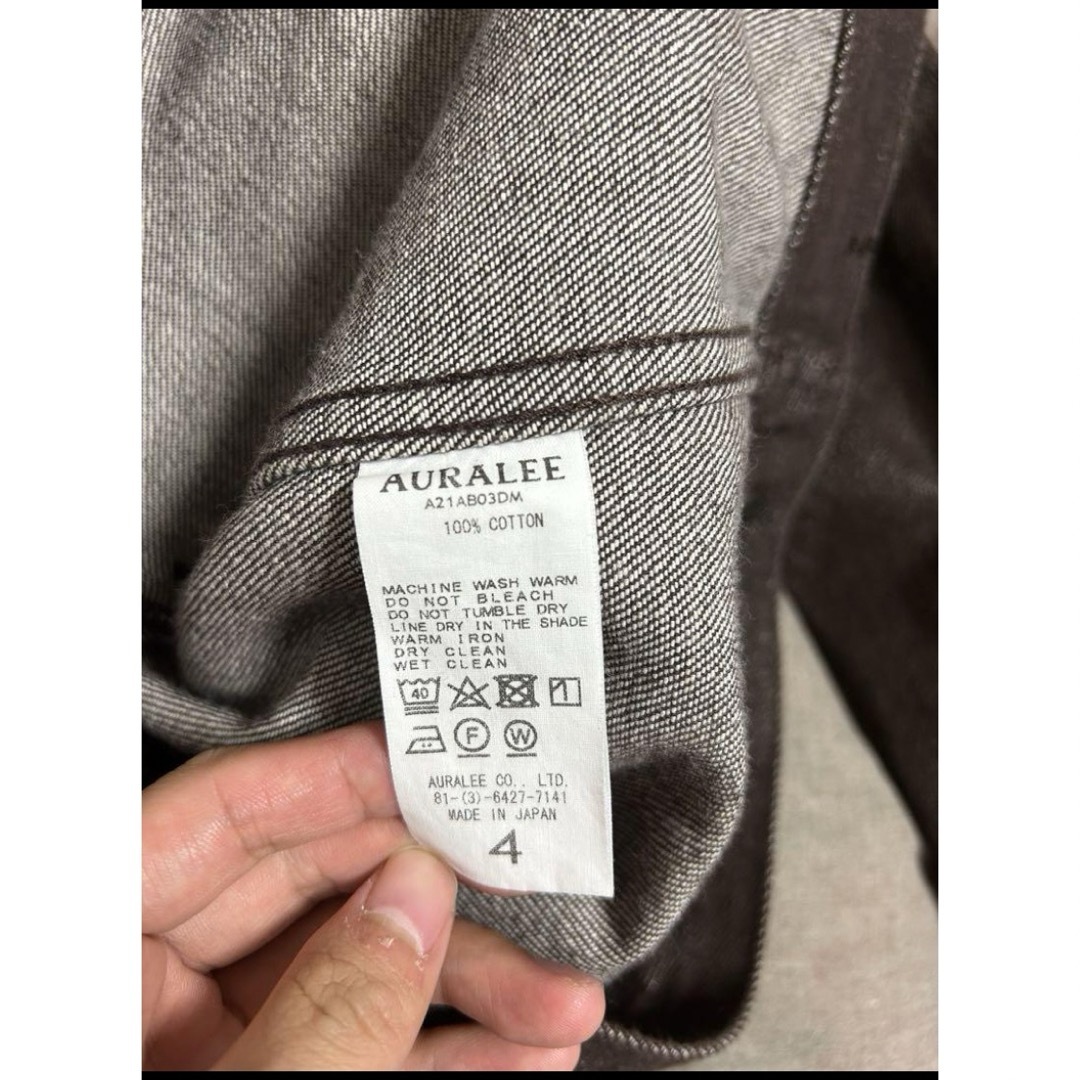 AURALEE
A21AB03DM
100% COTTON
MACHINE WASH WARM
DO NOT BLEACH
DO NOT TUMBLE DRY
LINE DRY IN THE SHADE
WARM IRON
DRY CLEAN
WET CLEAN
40
F W
AURALEE CO., LTD.
81-(3)-6427-7141
MADE IN JAPAN
4